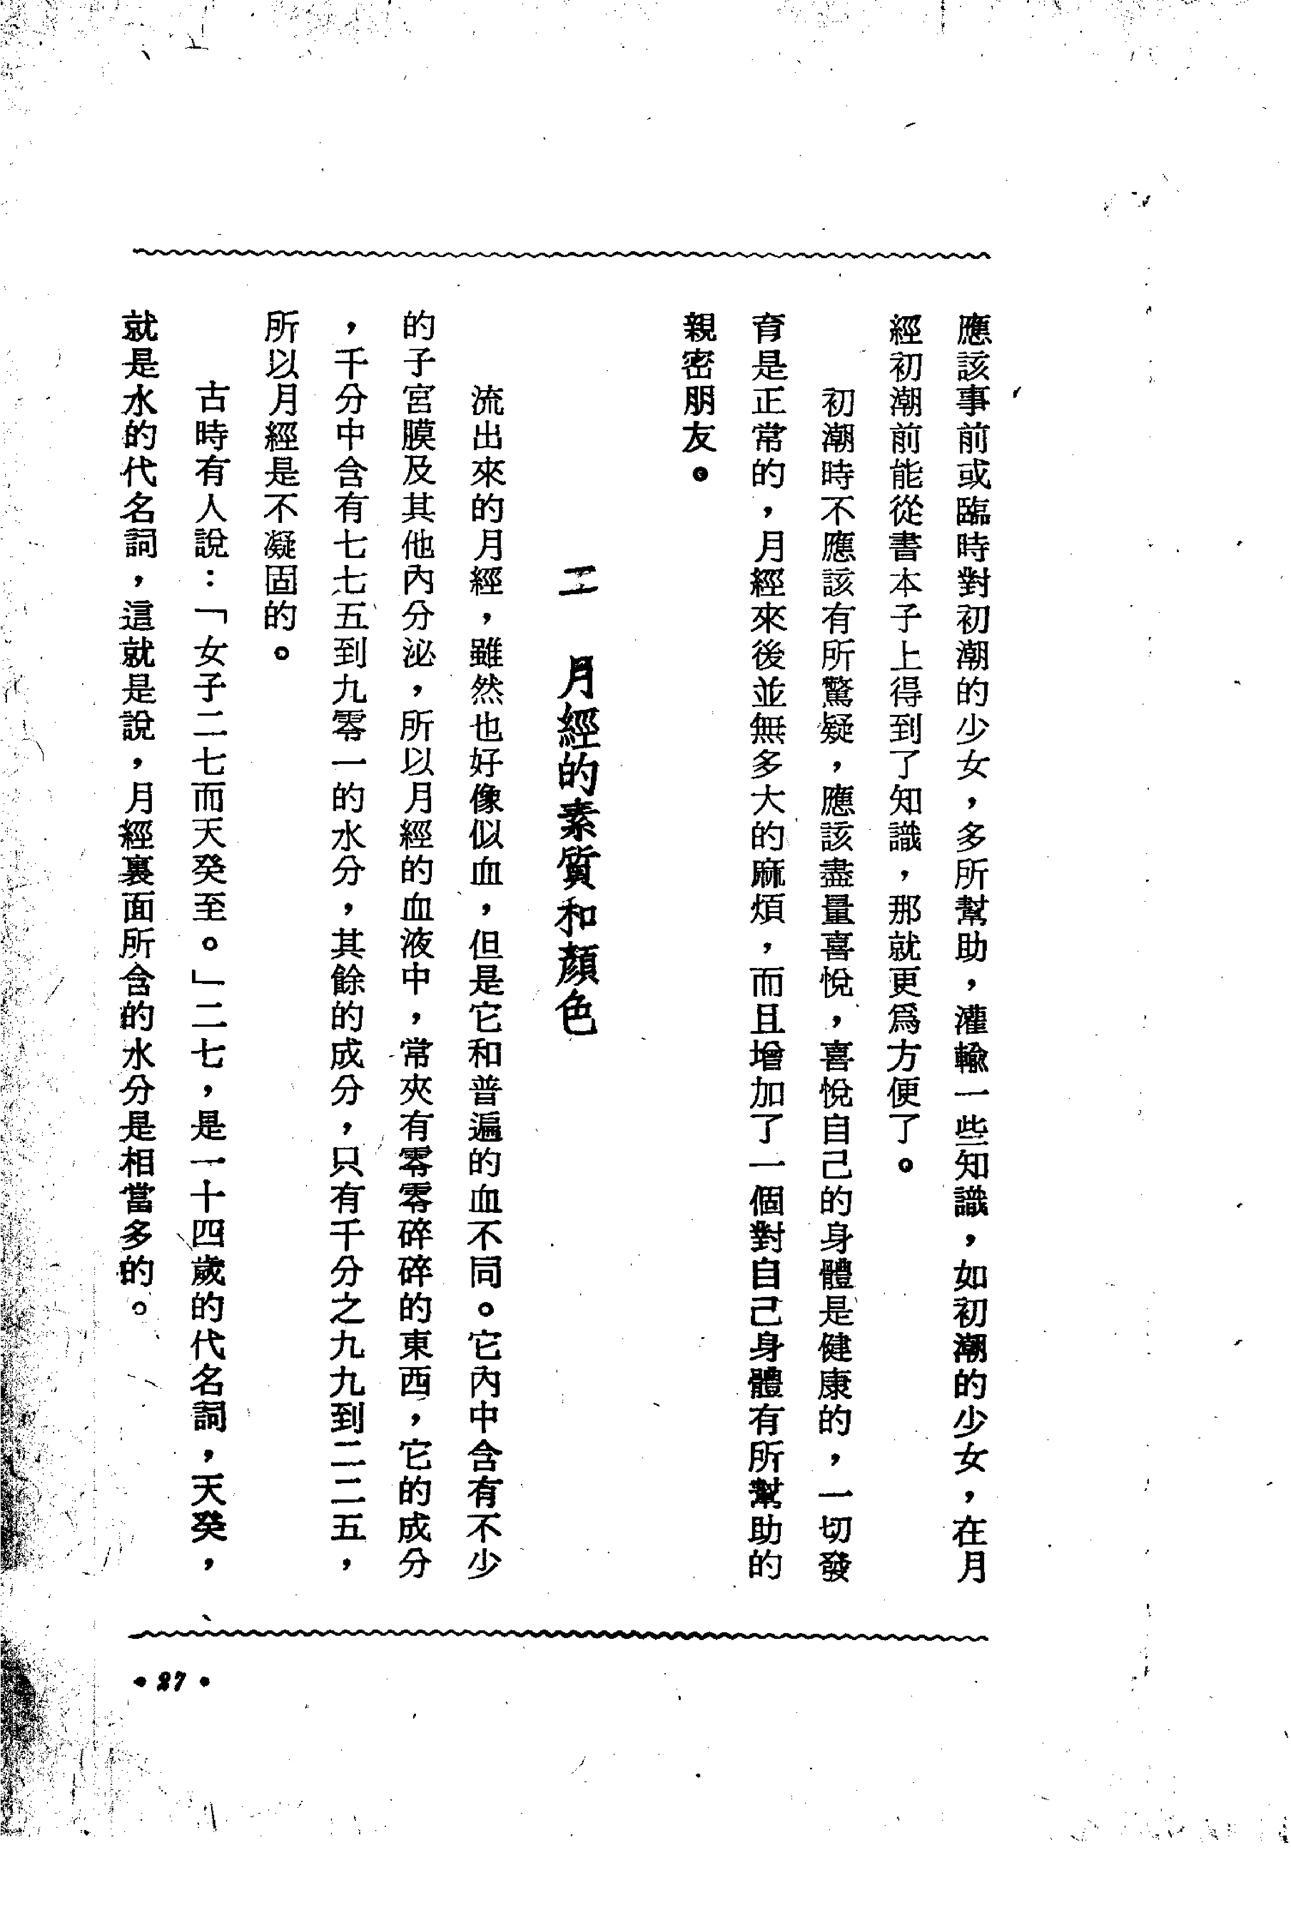 應該事前或臨時對初潮的少女，多所幫助，灌輸一些知識，如初潮的少女，在月
經初潮前能從書本子上得到了知識，那就更爲方便了。
初潮時不應該有所驚疑，應該盡量喜悅，喜悅自己的身體是健康的，一切發
育是正常的，月經來後並無多大的麻煩，而且增加了一個對自己身體有所幫助的
親密朋友。
二　月經的素質和顏色
流出來的月經，雖然也好像似血，但是它和普遍的血不同。它內中含有不少
的子宮膜及其他內分泌，所以月經的血液中，常夾有零零碎碎的東西，它的成分
，千分中含有七七五到九零一的水分，其餘的成分，只有千分之九九到二二五，
所以月經是不凝固的。
古時有人說：「女子二七而天癸至。」二七，是一十四歲的代名詞，天癸，
就是水的代名詞，這就是說，月經裏面所含的水分是相當多的。
• 27 •